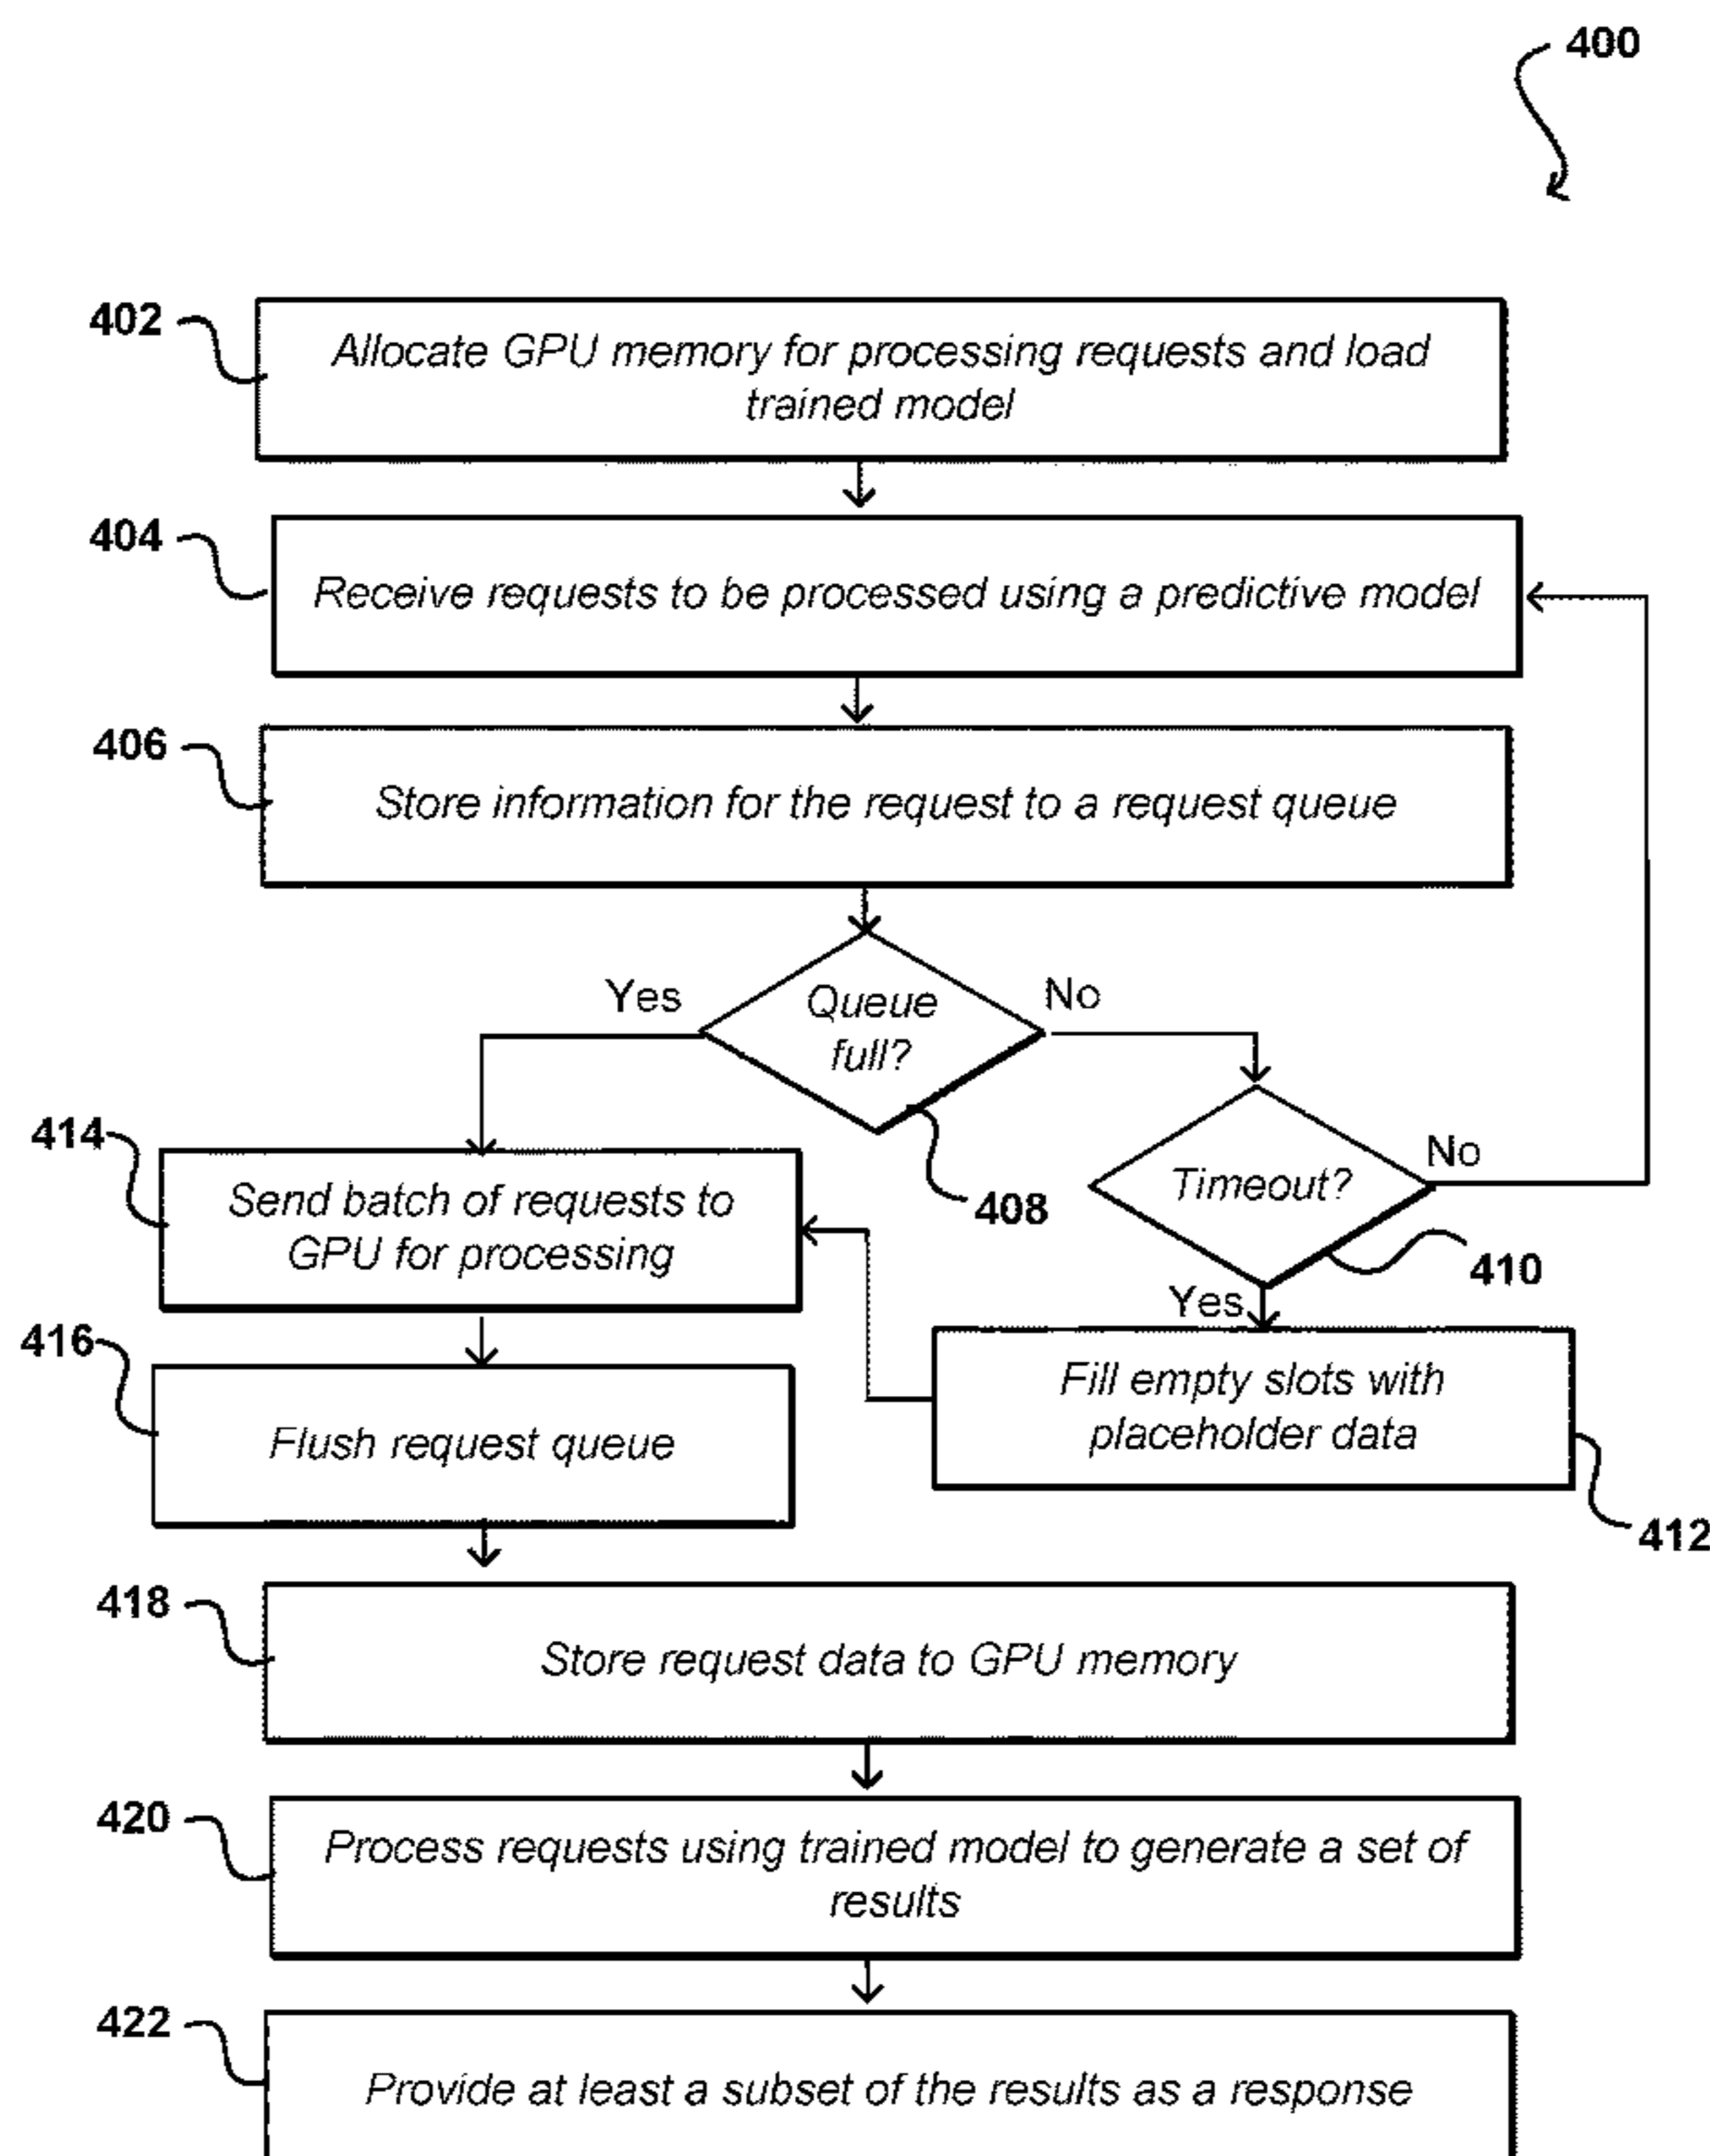 400
402
Allocate GPU memory for processing requests and load
trained model
404
Receive requests to be processed using a predictive model
406
Store information for the request to a request queue
Yes
Queue
full?
No
408
414
Send batch of requests to
GPU for processing
Timeout?
No
410
Yes
416
Flush request queue
Fill empty slots with
placeholder data
412
418
Store request data to GPU memory
420
Process requests using trained model to generate a set of
results
422
Provide at least a subset of the results as a response